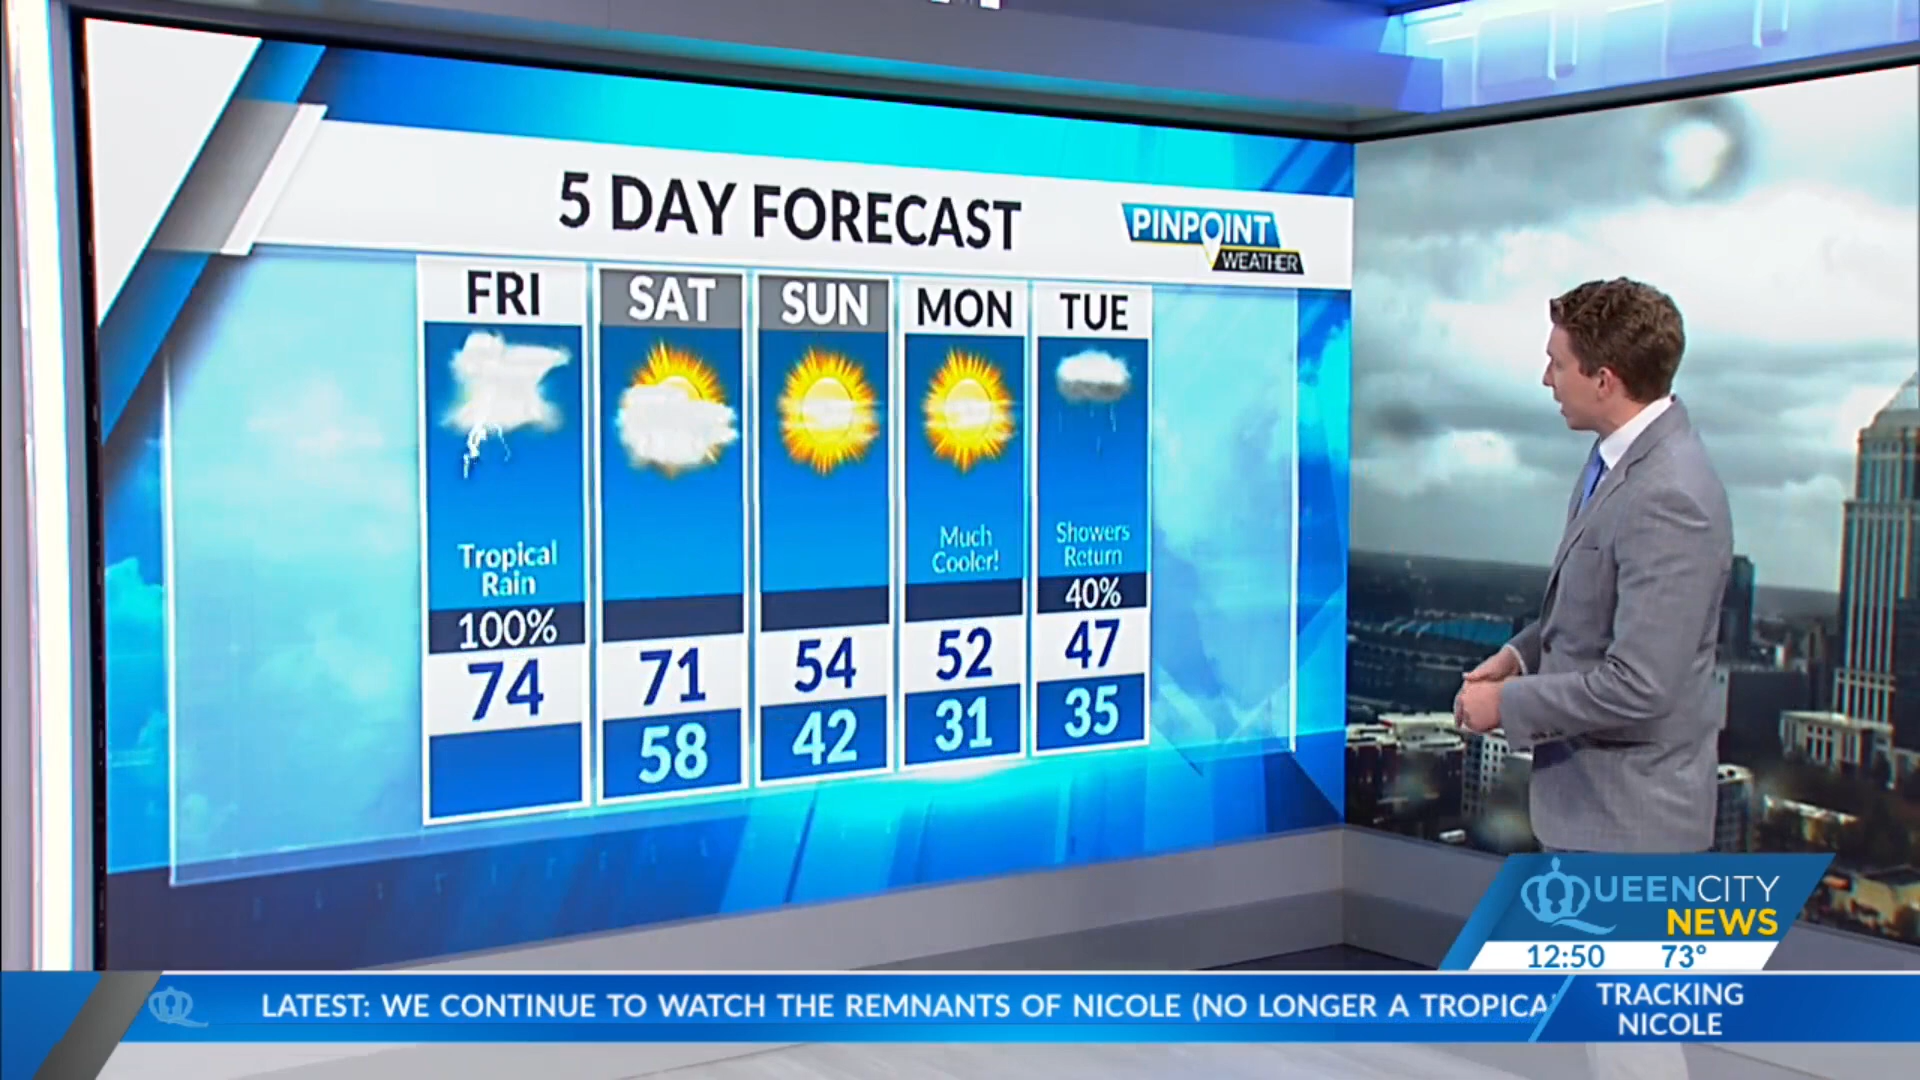 5 DAY FORECAST
PINPOINT
WEATHER
FRI
SAT
SUN
MON
TUE
Tropical
Rain
Much
Cooler!
Showers
Return
100%
40%
74
71
54
52
47
58
42
31
35
QUEENCITY
NEWS
12:50 73°
LATEST: WE CONTINUE TO WATCH THE REMNANTS OF NICOLE (NO LONGER A TROPICA
TRACKING
NICOLE